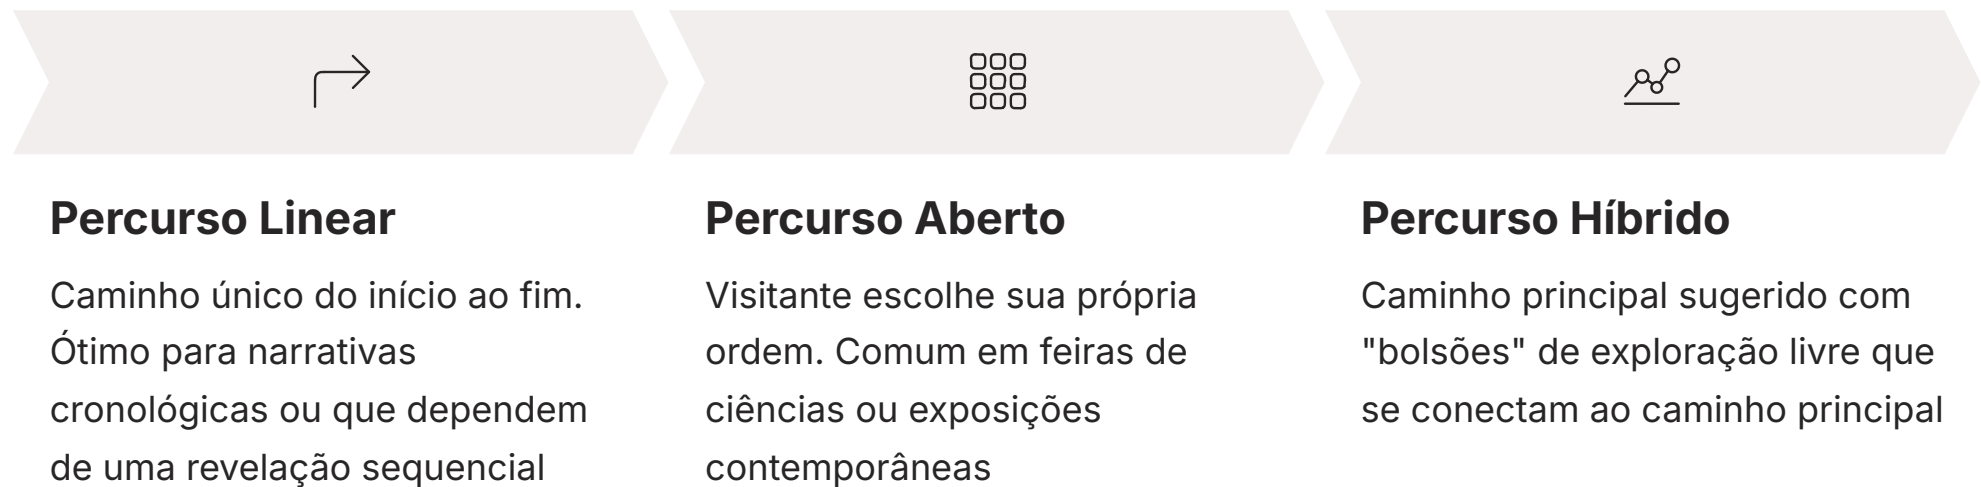 Percurso Linear
Caminho único do início ao fim.
Ótimo para narrativas
cronológicas ou que dependem
de uma revelação sequencial
Percurso Aberto
Visitante escolhe sua própria
ordem. Comum em feiras de
ciências ou exposições
contemporâneas
Percurso Híbrido
Caminho principal sugerido com
"bolsões" de exploração livre que
se conectam ao caminho principal